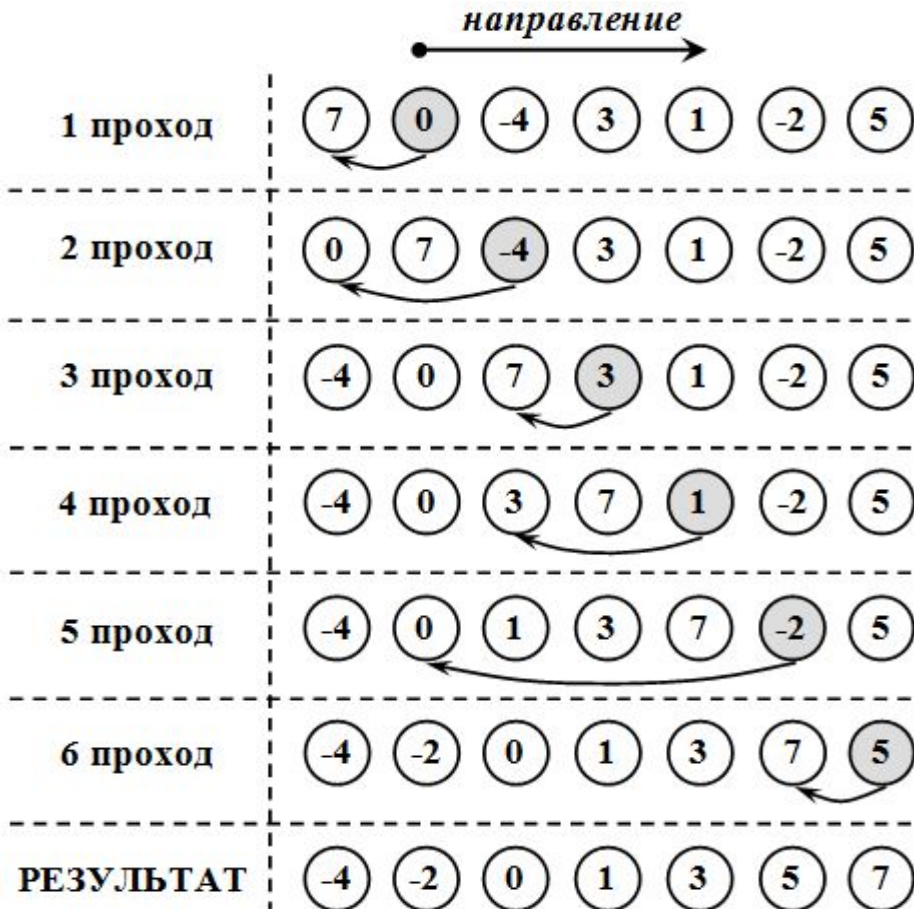 направление
1 проход 7 0 -4 3 1 -2 5
2 проход 0 7 -4 3 1 -2 5
3 проход -4 0 7 3 1 -2 5
4 проход -4 0 3 7 1 -2 5
5 проход -4 0 1 3 7 -2 5
6 проход -4 -2 0 1 3 7 5
РЕЗУЛЬТАТ -4 -2 0 1 3 5 7